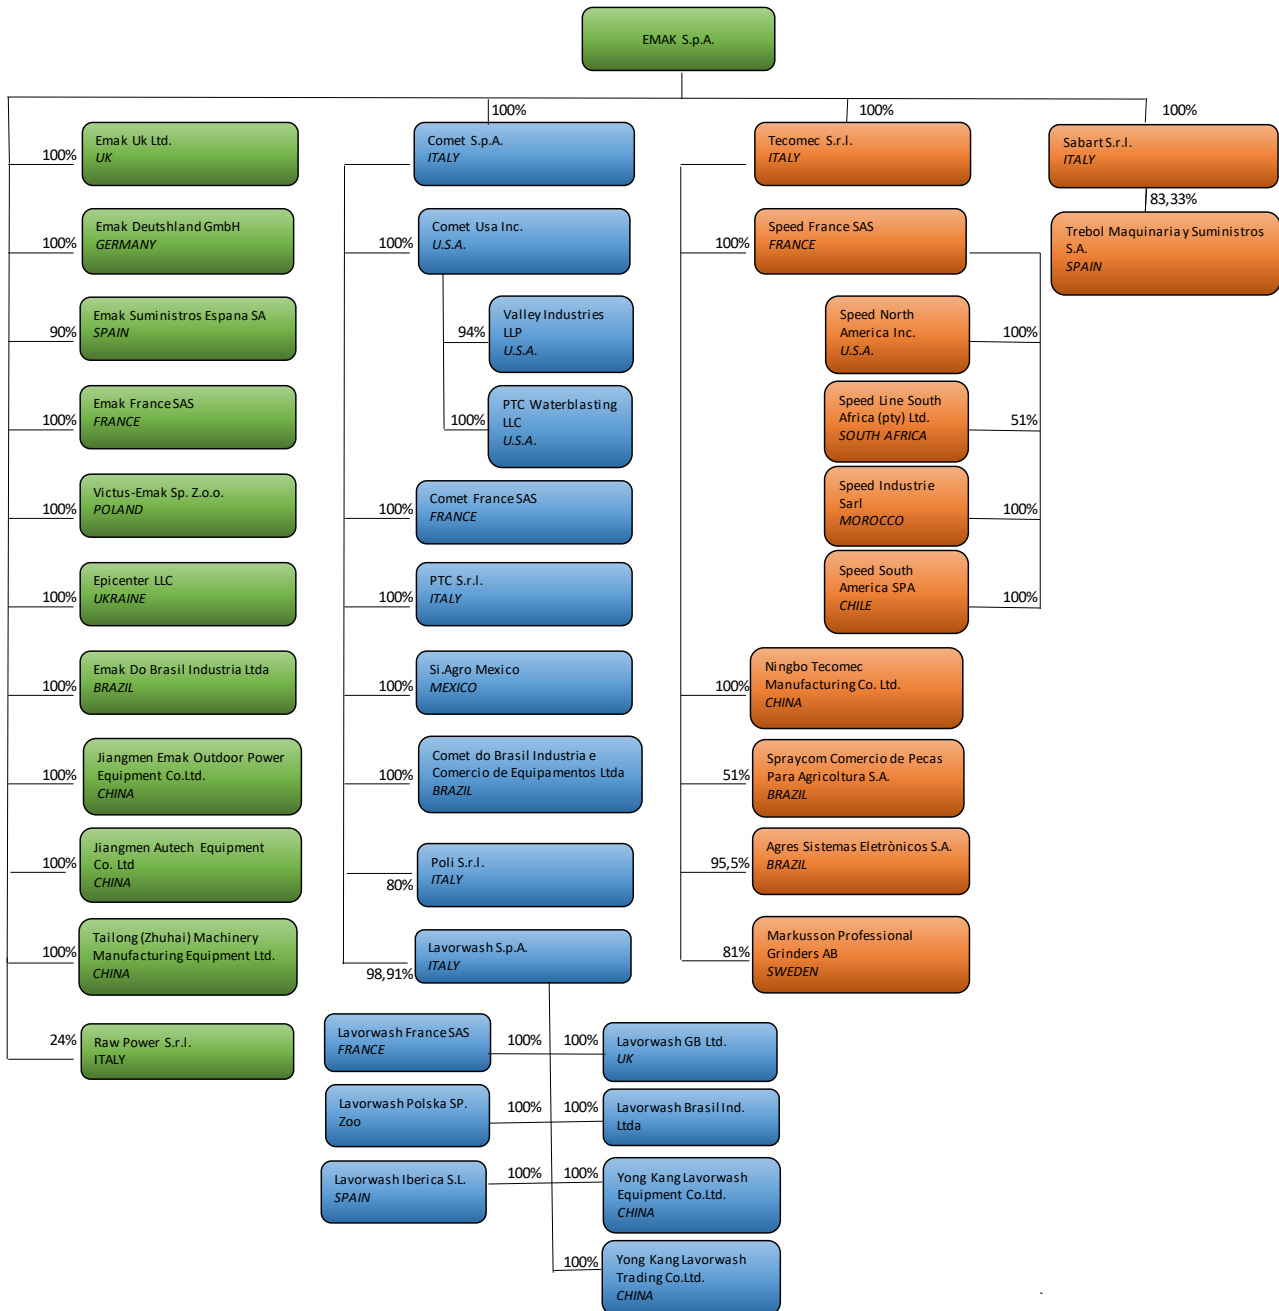 EMAK S.p.A.
100%
Emak Uk Ltd.
UK
100%
Emak Deutshland GmbH
GERMANY
90%
Emak Suministros Espana SA
SPAIN
100%
Emak France SAS
FRANCE
100%
Victus-Emak Sp. Z.o.o.
POLAND
100%
Epicenter LLC
UKRAINE
100%
Emak Do Brasil Industria Ltda
BRAZIL
100%
Jiangmen Emak Outdoor Power
Equipment Co.Ltd.
CHINA
100%
Jiangmen Autech Equipment
Co. Ltd
CHINA
100%
Tailong (Zhuhai) Machinery
Manufacturing Equipment Ltd.
CHINA
24%
Raw Power S.r.l.
ITALY
100%
Comet S.p.A.
ITALY
100%
Comet Usa Inc.
U.S.A.
94%
Valley Industries
LLP
U.S.A.
100%
PTC Waterblasting
LLC
U.S.A.
100%
Comet France SAS
FRANCE
100%
PTC S.r.l.
ITALY
100%
Si.Agro Mexico
MEXICO
100%
Comet do Brasil Industria e
Comercio de Equipamentos Ltda
BRAZIL
80%
Poli S.r.l.
ITALY
98,91%
Lavorwash S.p.A.
ITALY
Lavorwash France SAS
FRANCE
100%
100%
Lavorwash GB Ltd.
UK
Lavorwash Polska SP.
Zoo
100%
100%
Lavorwash Brasil Ind.
Ltda
Lavorwash Iberica S.L.
SPAIN
100%
100%
Yong Kang Lavorwash
Equipment Co.Ltd.
CHINA
100%
Yong Kang Lavorwash
Trading Co.Ltd.
CHINA
100%
Tecomec S.r.l.
ITALY
100%
Speed France SAS
FRANCE
Speed North
America Inc.
U.S.A.
100%
Speed Line South
Africa (pty) Ltd.
SOUTH AFRICA
51%
Speed Industrie
Sarl
MOROCCO
100%
Speed South
America SPA
CHILE
100%
100%
Ningbo Tecomec
Manufacturing Co. Ltd.
CHINA
51%
Spraycom Comercio de Pecas
Para Agricoltura S.A.
BRAZIL
95,5%
Agres Sistemas Eletrònicos S.A.
BRAZIL
81%
Markusson Professional
Grinders AB
SWEDEN
100%
Sabart S.r.l.
ITALY
83,33%
Trebol Maquinaria y Suministros
S.A.
SPAIN